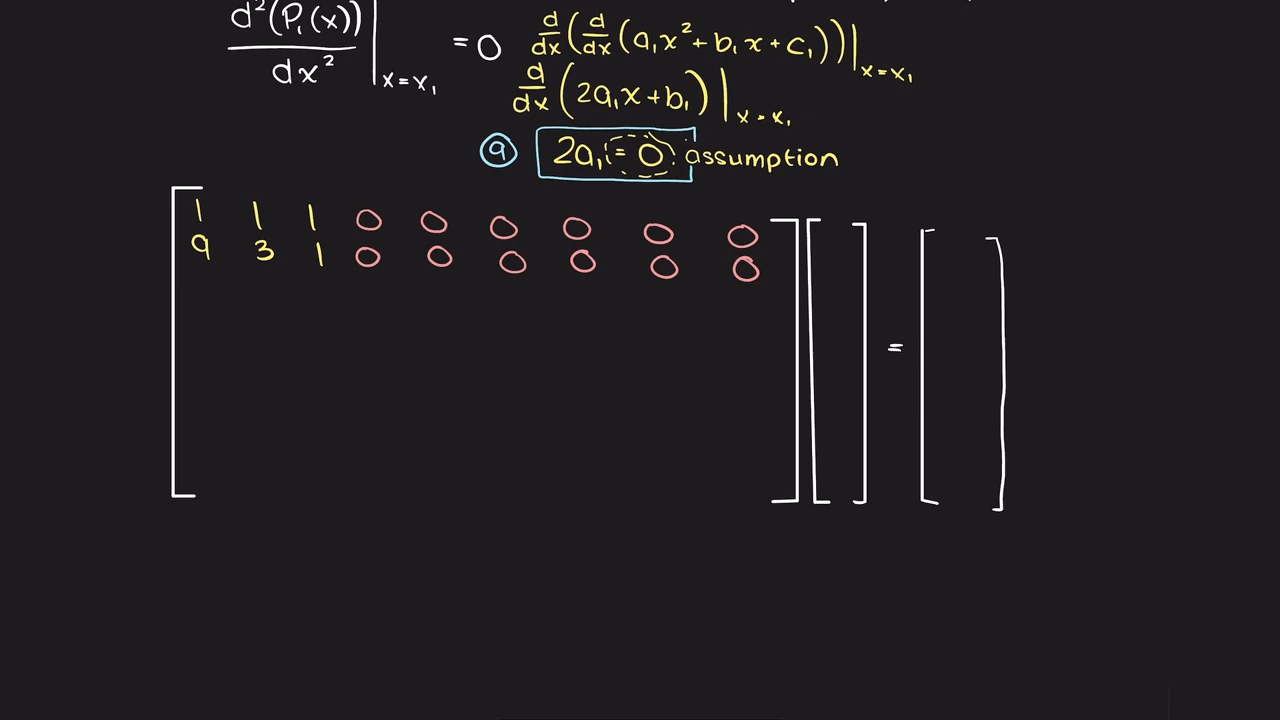 d²(P₁(x))
dx² | x=x₁ = 0
d/dx (d/dx (a₁x² + b₁x + c₁)) | x=x₁
d/dx (2a₁x + b₁) | x=x₁
9 2a₁ = 0 assumption
1 1 1 0 0 0 0 0 0
9 3 1 0 0 0 0 0 0
=